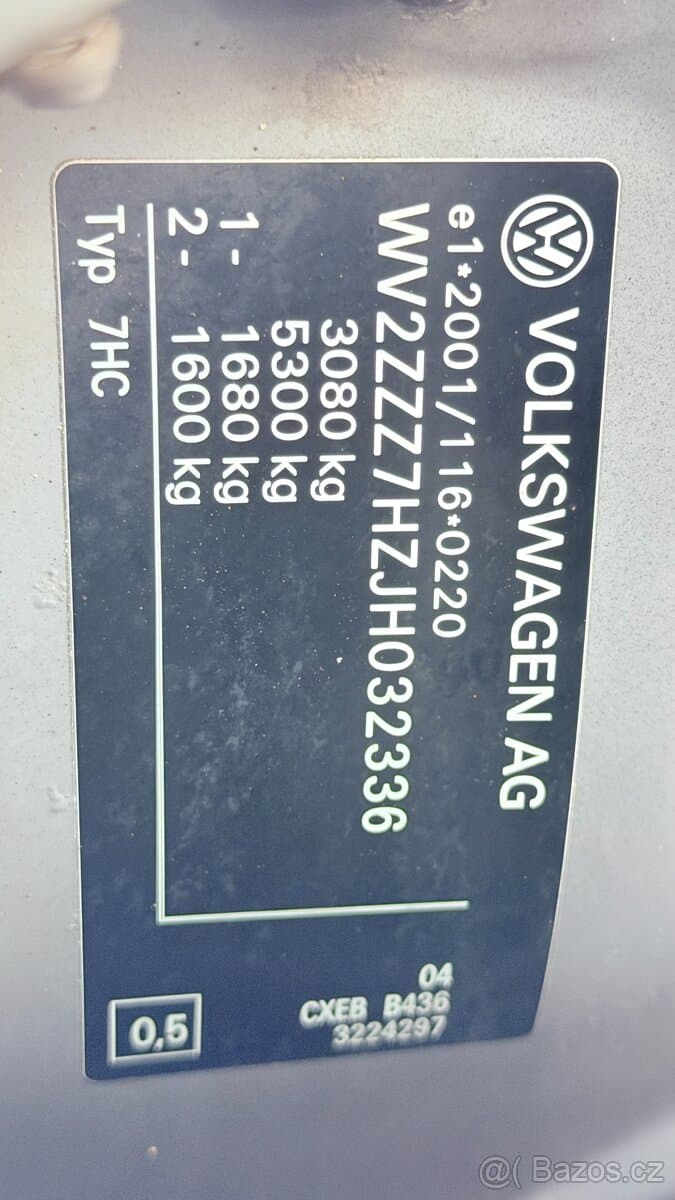 VOLKSWAGEN AG
e1*2001/116*0220
WV2ZZZ7HZJH032336
3080 kg
5300 kg
1- 1680 kg
2- 1600 kg
Typ 7HC
04
CXEB B436
3224297
0,5
@( Bazos.cz